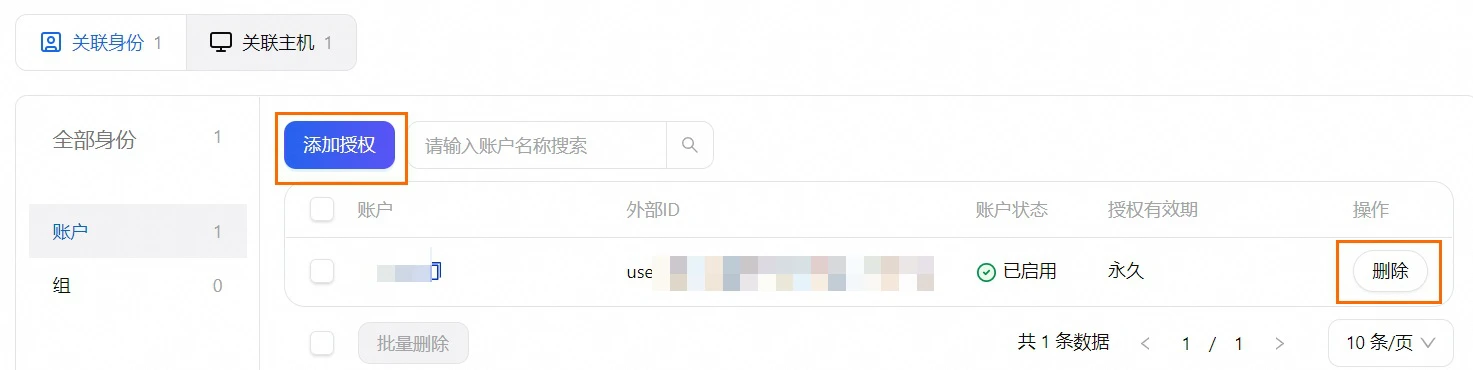 关联身份 1 关联主机 1
全部身份 1
添加授权 请输入账户名称搜索
账户 外部ID 账户状态 授权有效期 操作
账户 1
组 0
use 已启用 永久 删除
批量删除 共 1 条数据 < 1 / 1 > 10 条/页